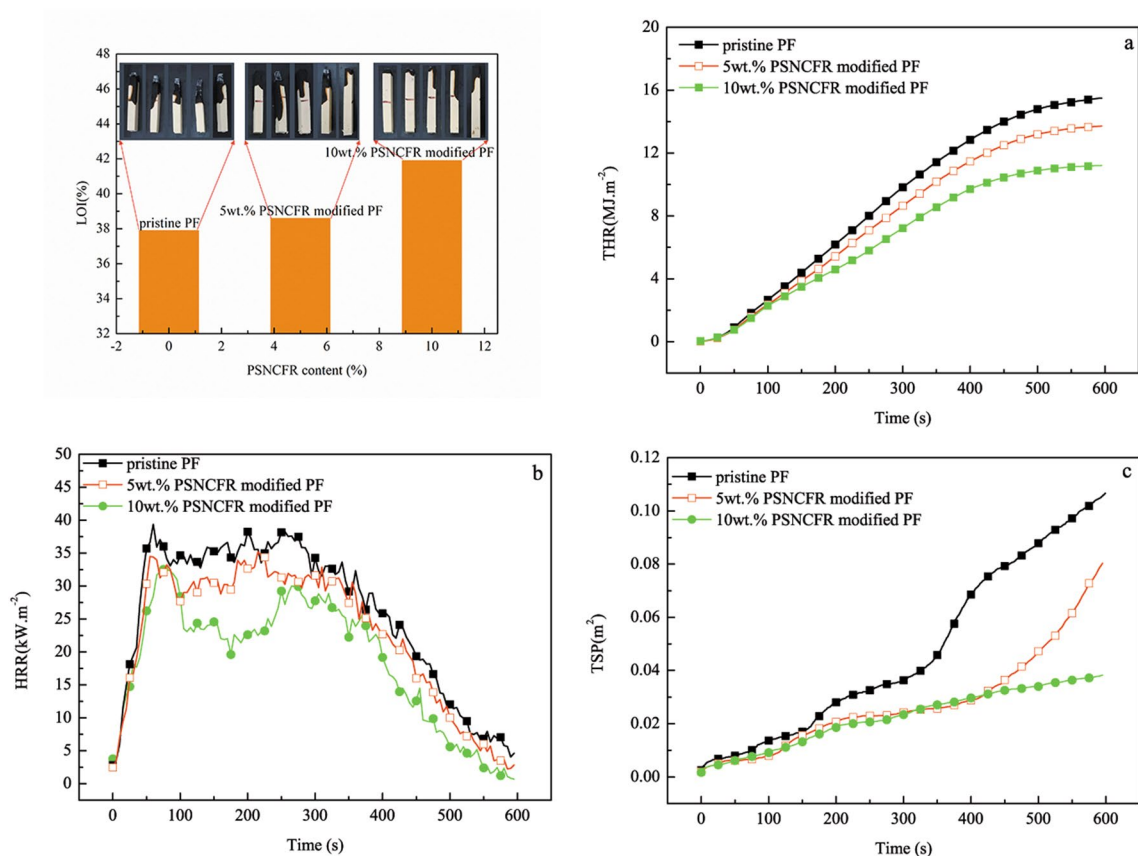 48
46
44
42
40
38
36
34
32
LOI(%)
10wt.% PSNCFR modified PF
5wt.% PSNCFR modified PF
pristine PF
-2
0
2
4
6
8
10
12
PSNCFR content (%)
a
pristine PF
5wt.% PSNCFR modified PF
10wt.% PSNCFR modified PF
20
16
12
8
4
0
THR(MJ.m-2)
0
100
200
300
400
500
600
Time (s)
b
pristine PF
5wt.% PSNCFR modified PF
10wt.% PSNCFR modified PF
50
45
40
35
30
25
20
15
10
5
0
HRR(kW.m-2)
0
100
200
300
400
500
600
Time (s)
c
pristine PF
5wt.% PSNCFR modified PF
10wt.% PSNCFR modified PF
0.12
0.10
0.08
0.06
0.04
0.02
0.00
TSP(m2)
0
100
200
300
400
500
600
Time (s)